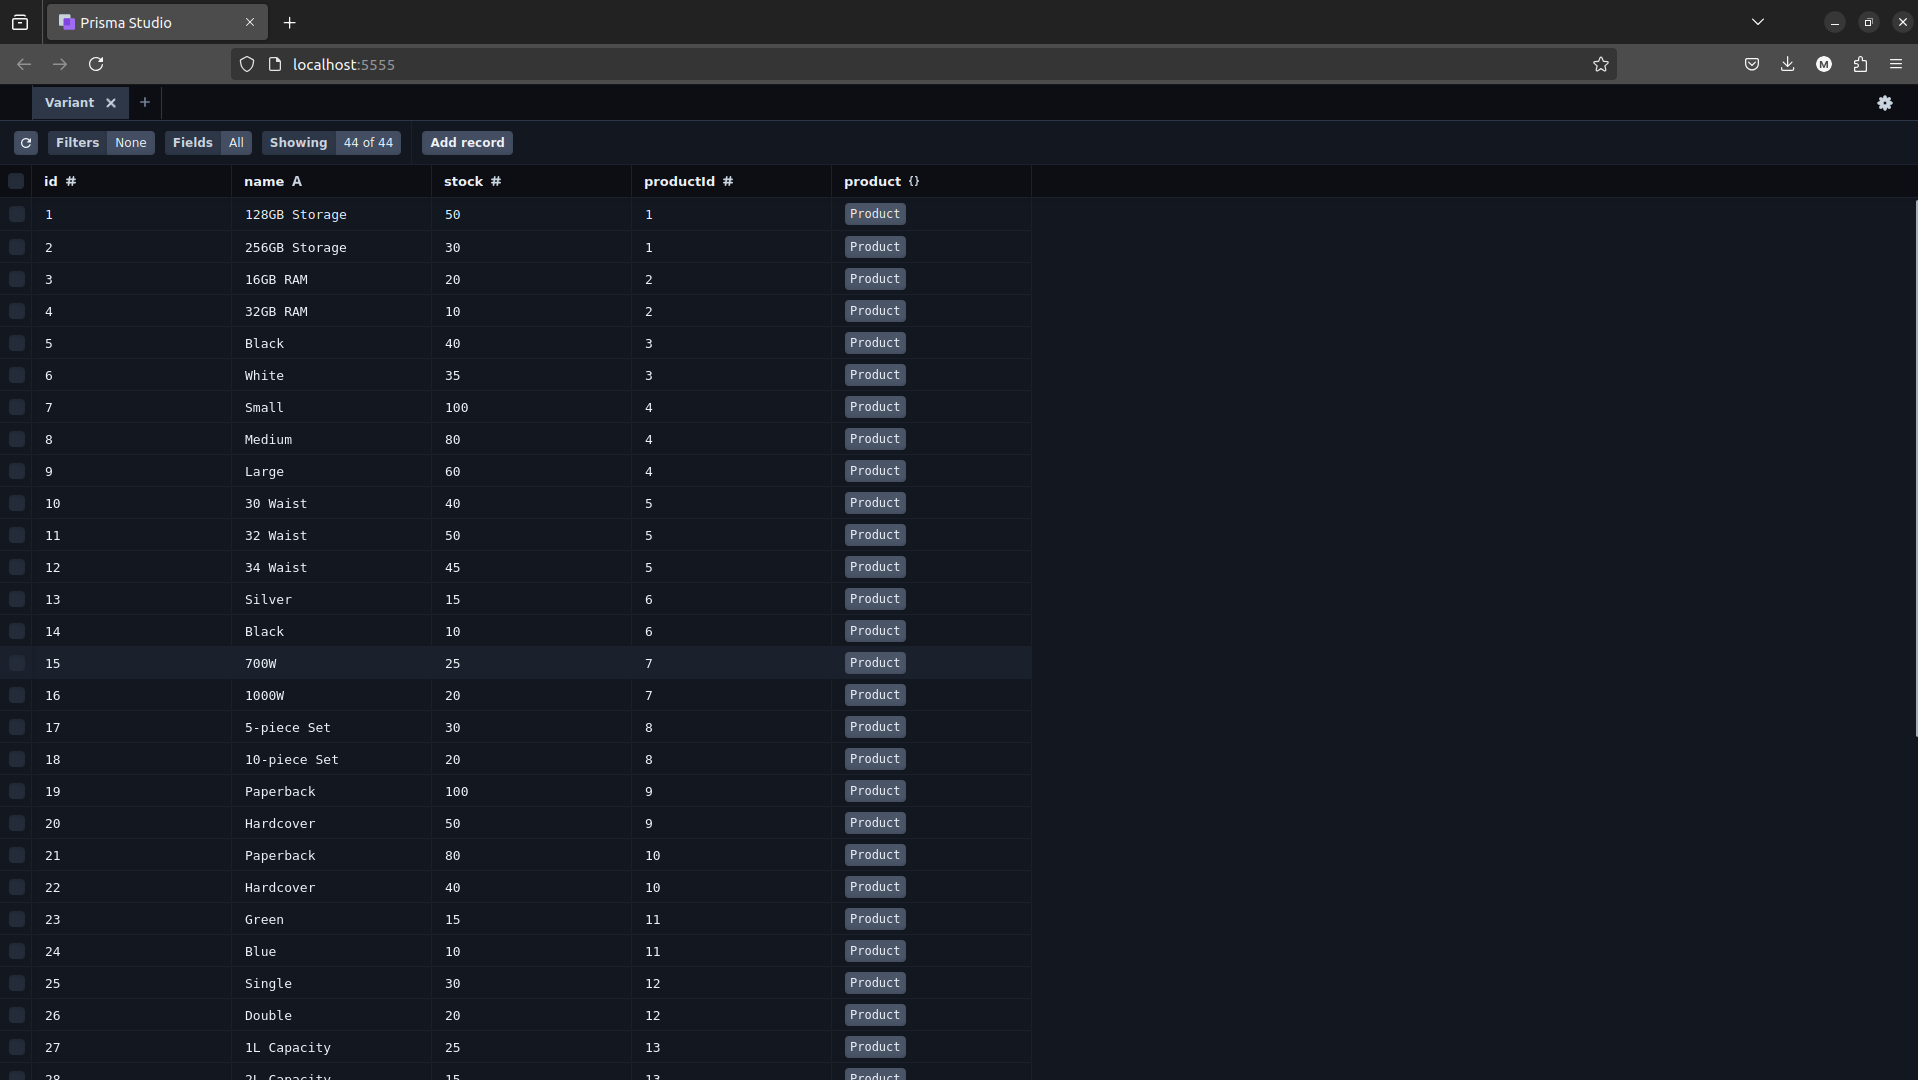 Prisma Studio
localhost:5555
M
Variant
Filters None Fields All Showing 44 of 44 Add record
id # name A stock # productId # product {}
1 128GB Storage 50 1 Product
2 256GB Storage 30 1 Product
3 16GB RAM 20 2 Product
4 32GB RAM 10 2 Product
5 Black 40 3 Product
6 White 35 3 Product
7 Small 100 4 Product
8 Medium 80 4 Product
9 Large 60 4 Product
10 30 Waist 40 5 Product
11 32 Waist 50 5 Product
12 34 Waist 45 5 Product
13 Silver 15 6 Product
14 Black 10 6 Product
15 700W 25 7 Product
16 1000W 20 7 Product
17 5-piece Set 30 8 Product
18 10-piece Set 20 8 Product
19 Paperback 100 9 Product
20 Hardcover 50 9 Product
21 Paperback 80 10 Product
22 Hardcover 40 10 Product
23 Green 15 11 Product
24 Blue 10 11 Product
25 Single 30 12 Product
26 Double 20 12 Product
27 1L Capacity 25 13 Product
28 2L Capacity 15 13 Product